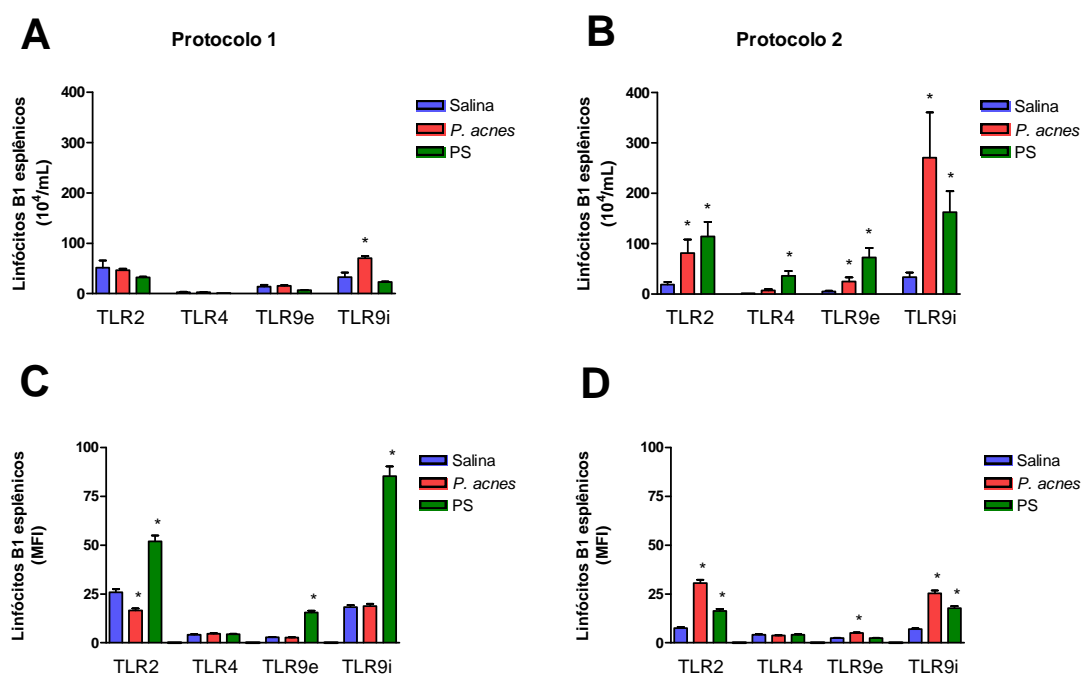 A
Protocolo 1
Linfócitos B1 esplênicos
(10⁴/mL)
400
300
200
100
0
*
TLR2 TLR4 TLR9e TLR9i
Salina
P. acnes
PS
B
Protocolo 2
Linfócitos B1 esplênicos
(10⁴/mL)
400
300
200
100
0
* * * * * * *
TLR2 TLR4 TLR9e TLR9i
Salina
P. acnes
PS
C
Linfócitos B1 esplênicos
(MFI)
100
75
50
25
0
* * * *
TLR2 TLR4 TLR9e TLR9i
Salina
P. acnes
PS
D
Linfócitos B1 esplênicos
(MFI)
100
75
50
25
0
* * * * *
TLR2 TLR4 TLR9e TLR9i
Salina
P. acnes
PS